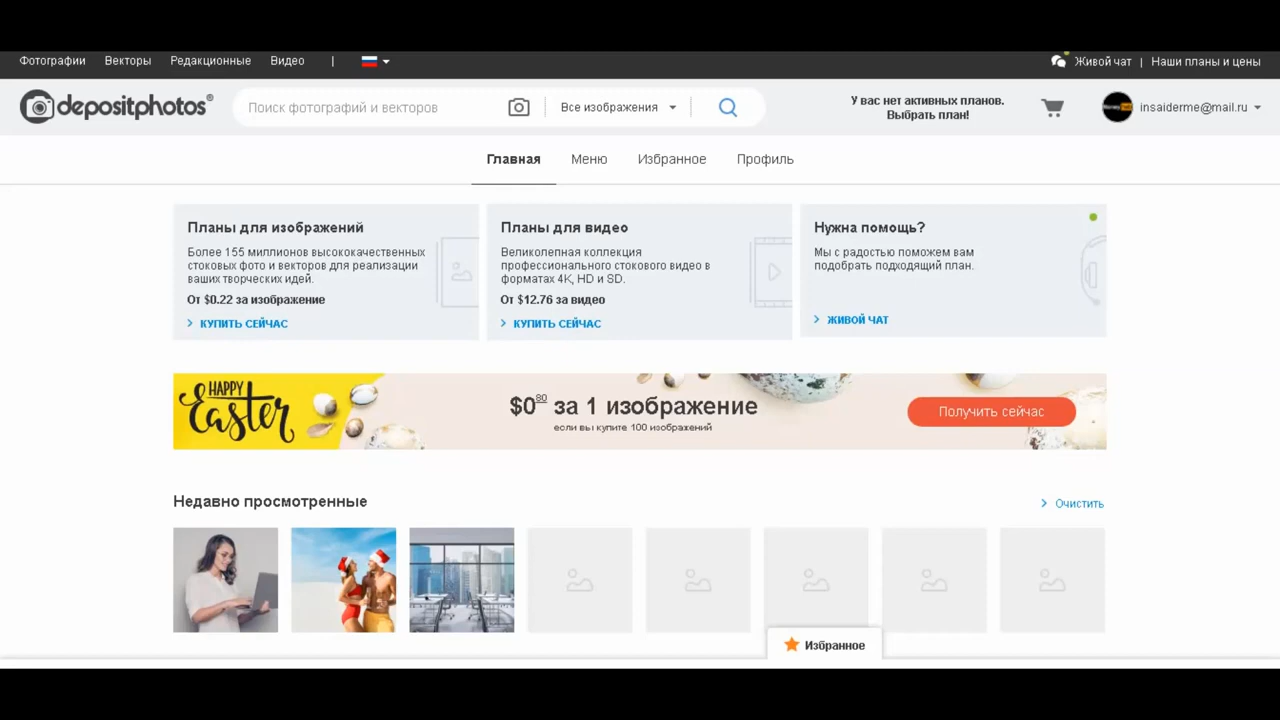 Фотографии Векторы Редакционные Видео |
Живой чат | Наши планы и цены
depositphotos®
Поиск фотографий и векторов
Все изображения
У вас нет активных планов.
Выбрать план!
insaiderme@mail.ru
Главная Меню Избранное Профиль
Планы для изображений
Более 155 миллионов высококачественных
стоковых фото и векторов для реализации
ваших творческих идей.
От $0.22 за изображение
КУПИТЬ СЕЙЧАС
Планы для видео
Великолепная коллекция
профессионального стокового видео в
форматах 4K, HD и SD.
От $12.76 за видео
КУПИТЬ СЕЙЧАС
Нужна помощь?
Мы с радостью поможем вам
подобрать подходящий план.
ЖИВОЙ ЧАТ
HAPPY
Easter
$080 за 1 изображение
если вы купите 100 изображений
Получить сейчас
Недавно просмотренные
Очистить
Избранное